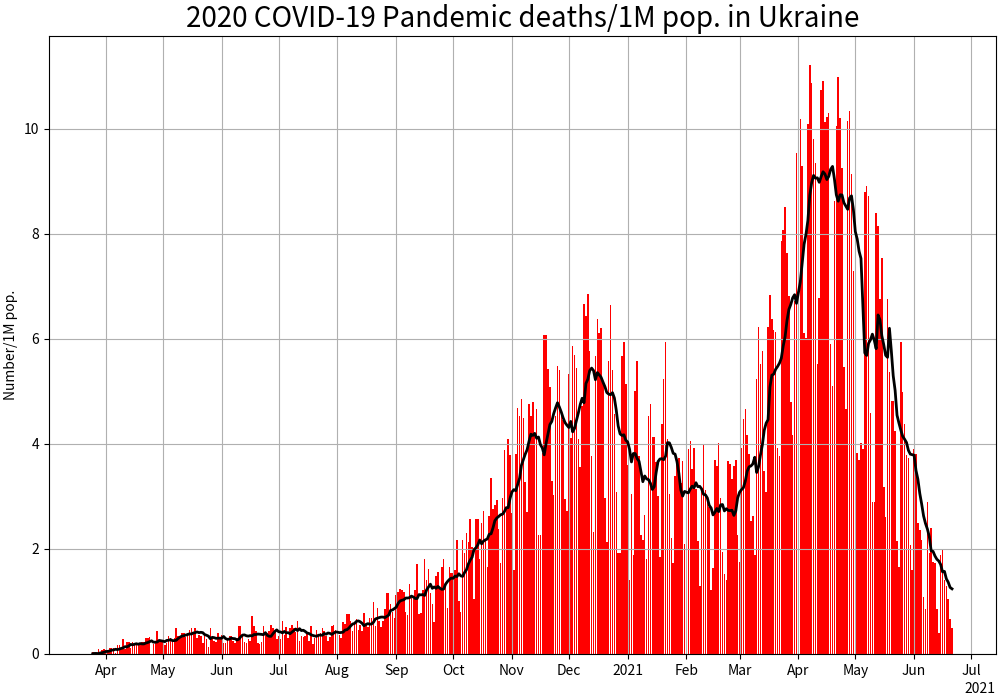 2020 COVID-19 Pandemic deaths/1M pop. in Ukraine
Number/1M pop.
10
8
6
4
2
0
Apr May Jun Jul Aug Sep Oct Nov Dec 2021 Feb Mar Apr May Jun Jul
2021